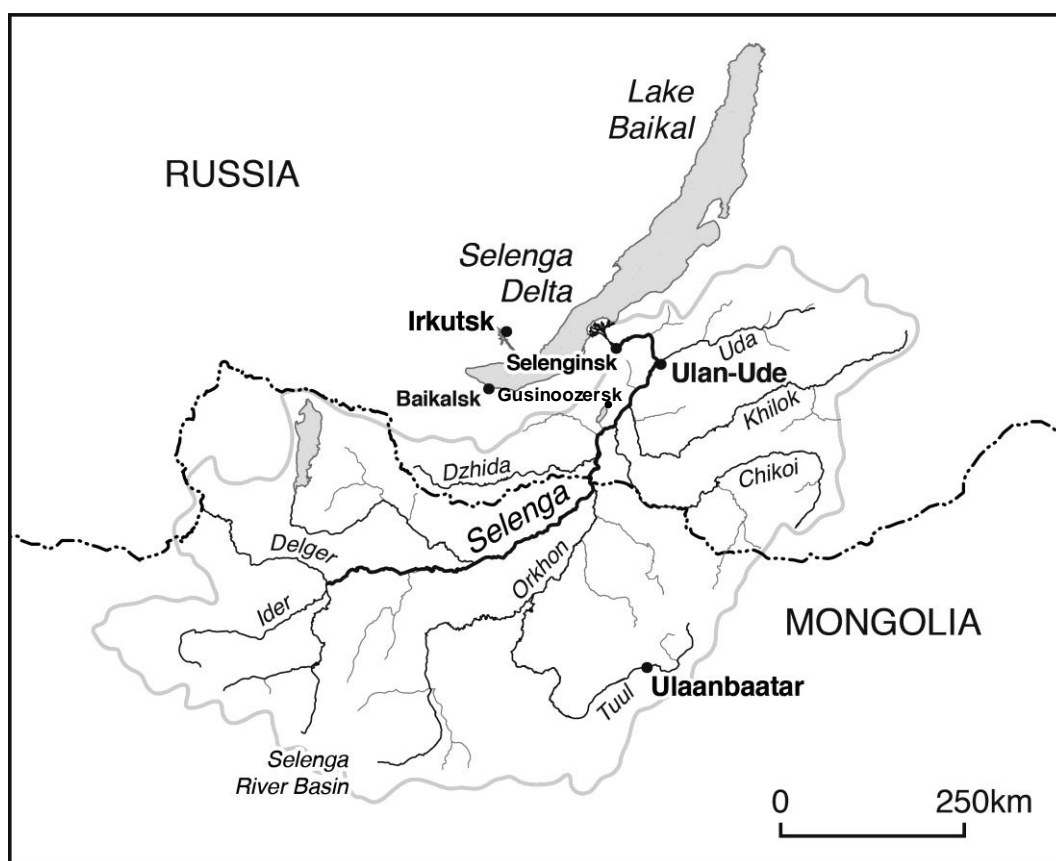 Lake
Baikal
RUSSIA
Selenga
Delta
Irkutsk
Selenginsk
Uda
Ulan-Ude
Baikalsk
Gusinoozersk
Khilok
Dzhida
Chikoi
Selenga
Delger
Orkhon
Ider
MONGOLIA
Ulaanbaatar
Tuul
Selenga
River Basin
0 250km